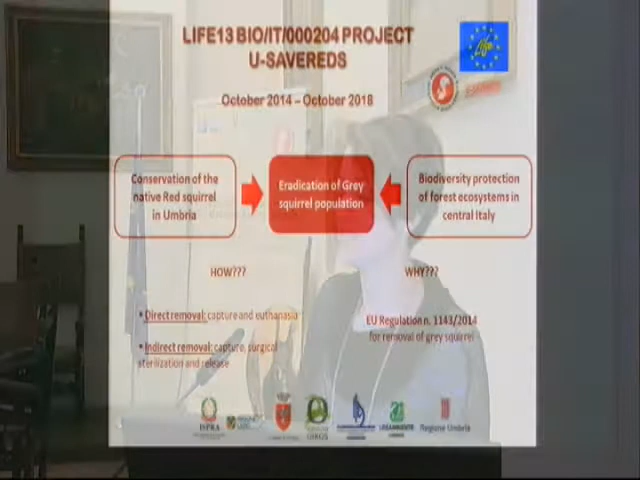 LIFE13 BIO/IT/000204 PROJECT
U-SAVEREDS
October 2014 – October 2018
Conservation of the
native Red squirrel
in Umbria
Eradication of Grey
squirrel population
Biodiversity protection
of forest ecosystems in
central Italy
HOW???
WHY???
• Direct removal: capture and euthanasia
• Indirect removal: capture, surgical
sterilization and release
EU Regulation n. 1143/2014
for removal of grey squirrel
Life
ISPRA
OIKOS
LEGAMBIENTE
Regione Umbria